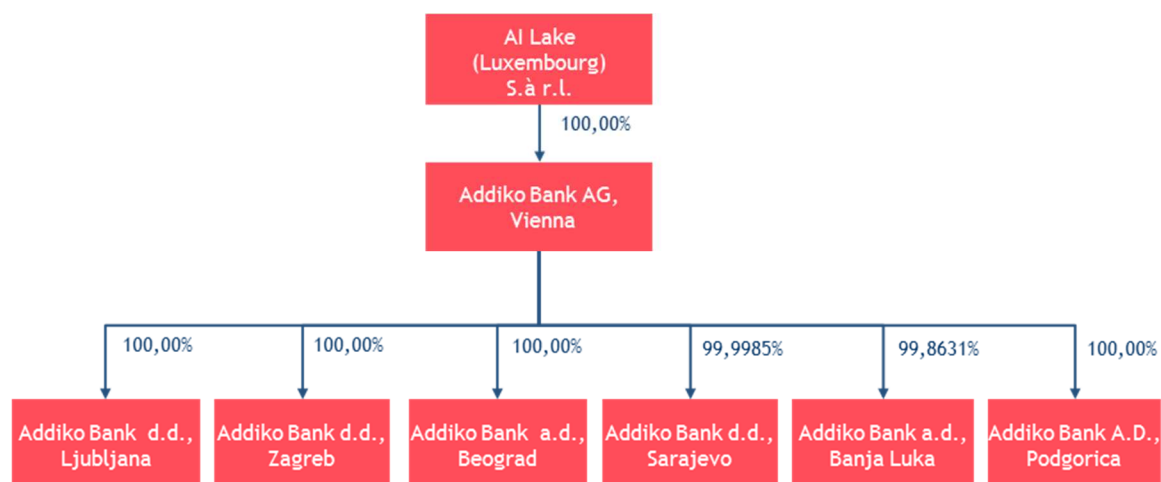 AI Lake
(Luxembourg)
S.à r.l.
100,00%
Addiko Bank AG,
Vienna
100,00%
100,00%
100,00%
99,9985%
99,8631%
100,00%
Addiko Bank d.d.,
Ljubljana
Addiko Bank d.d.,
Zagreb
Addiko Bank a.d.,
Beograd
Addiko Bank d.d.,
Sarajevo
Addiko Bank a.d.,
Banja Luka
Addiko Bank A.D.,
Podgorica